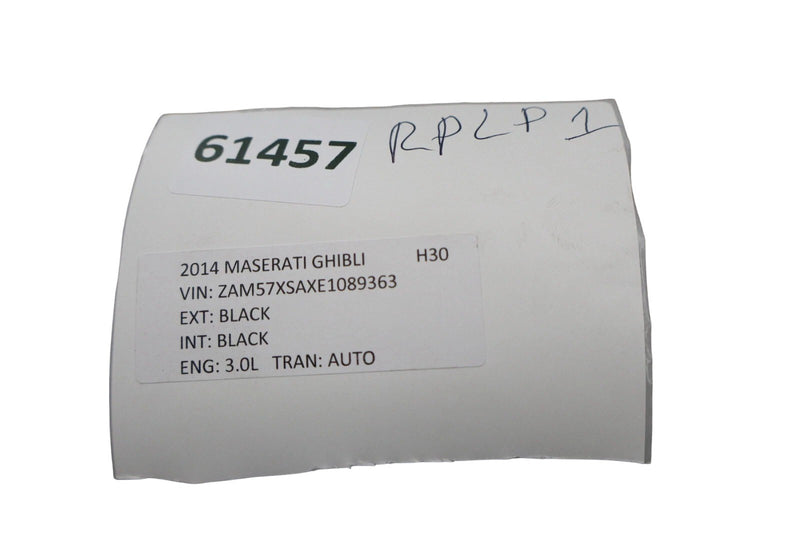 61457 RPLP1
2014 MASERATI GHIBLI H30
VIN: ZAM57XSAXE1089363
EXT: BLACK
INT: BLACK
ENG: 3.0L TRAN: AUTO